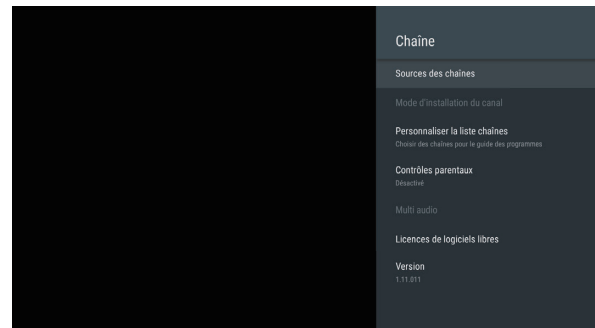 Chaîne
Sources des chaînes
Mode d'installation du canal
Personnaliser la liste chaînes
Choisir des chaînes pour le guide des programmes
Contrôles parentaux
Désactivé
Multi audio
Licences de logiciels libres
Version
1.11.011